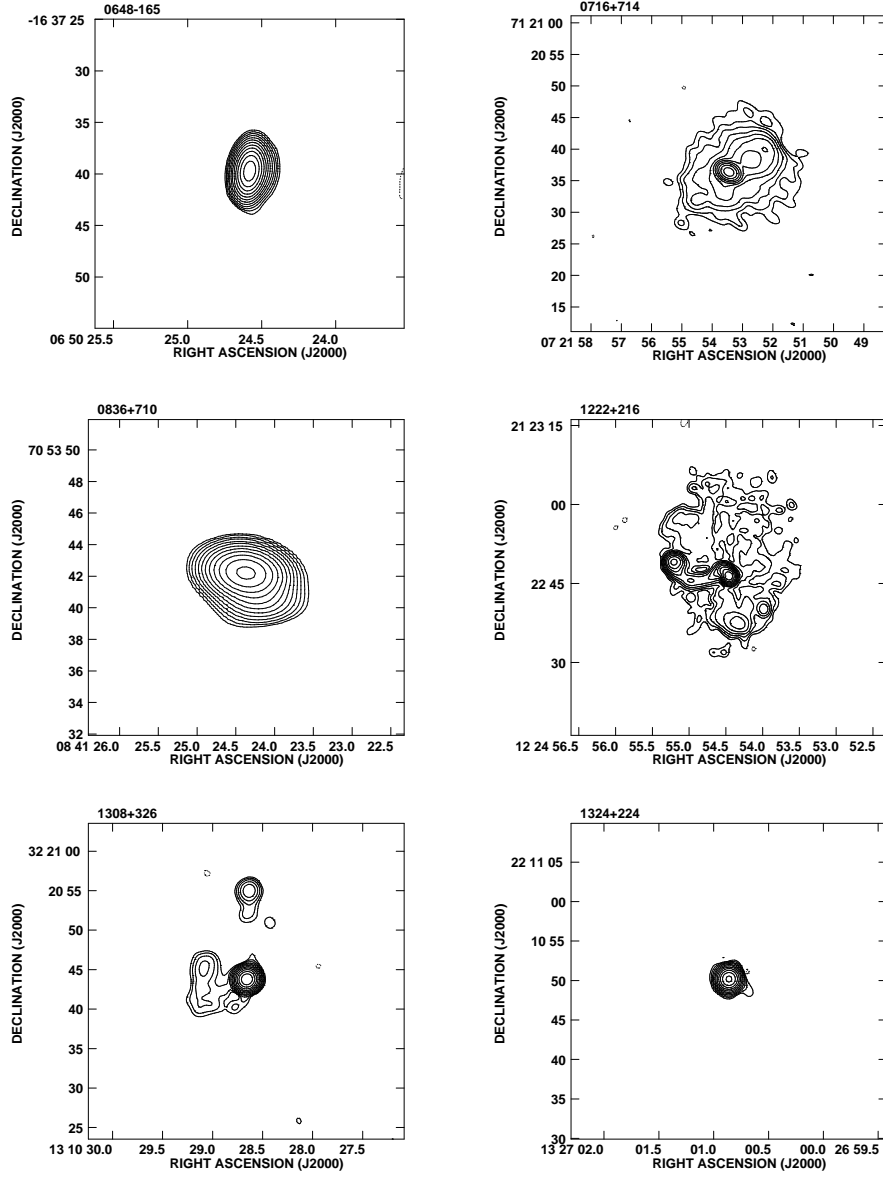 0648-165
-16 37 25
30
35
40
45
50
DECLINATION (J2000)
06 50 25.5 25.0 24.5 24.0
RIGHT ASCENSION (J2000)
0716+714
71 21 00
20 55
50
45
40
35
30
25
20
15
DECLINATION (J2000)
07 21 58 57 56 55 54 53 52 51 50 49
RIGHT ASCENSION (J2000)
0836+710
70 53 50
48
46
44
42
40
38
36
34
32
DECLINATION (J2000)
08 41 26.0 25.5 25.0 24.5 24.0 23.5 23.0 22.5
RIGHT ASCENSION (J2000)
1222+216
21 23 15
00
22 45
30
DECLINATION (J2000)
12 24 56.5 56.0 55.5 55.0 54.5 54.0 53.5 53.0 52.5
RIGHT ASCENSION (J2000)
1308+326
32 21 00
20 55
50
45
40
35
30
25
DECLINATION (J2000)
13 10 30.0 29.5 29.0 28.5 28.0 27.5
RIGHT ASCENSION (J2000)
1324+224
22 11 05
00
10 55
50
45
40
35
30
DECLINATION (J2000)
13 27 02.0 01.5 01.0 00.5 00.0 26 59.5
RIGHT ASCENSION (J2000)